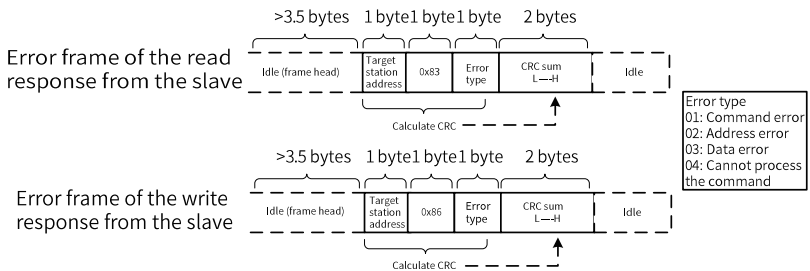 >3.5 bytes 1 byte 1 byte 1 byte 2 bytes
Error frame of the read
response from the slave
Idle (frame head)
Target
station
address
0x83
Error
type
CRC sum
L----H
Idle
Calculate CRC
Error type
01: Command error
02: Address error
03: Data error
04: Cannot process
the command
>3.5 bytes 1 byte 1 byte 1 byte 2 bytes
Error frame of the write
response from the slave
Idle (frame head)
Target
station
address
0x86
Error
type
CRC sum
L----H
Idle
Calculate CRC